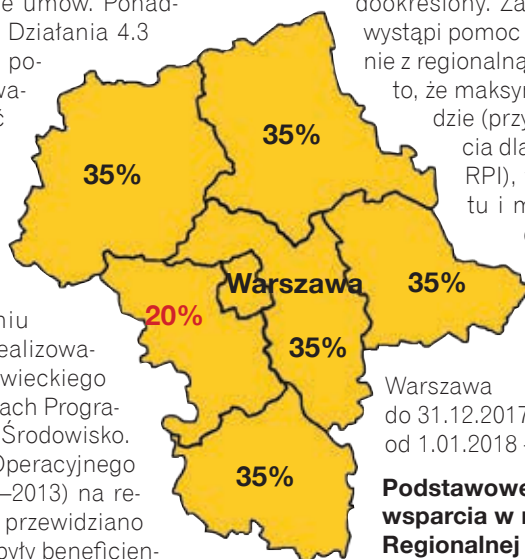 e umów. Ponad-
Działania 4.3
po-
wa-
ć
niu
ealizowa-
wieckiego
ach Progra-
Środowisko.
Operacyjnego
–2013) na re-
przewidziano
były beneficjen-
35%
35%
Warszawa
35%
20%
35%
35%
dookreślony. Za
wystąpi pomoc
nie z regionalną
to, że maksym
dzie (przy
cia dla
RPI),
tu i m
Warszawa
do 31.12.2017
od 1.01.2018
Podstawowe
wsparcia w r
Regionalnej